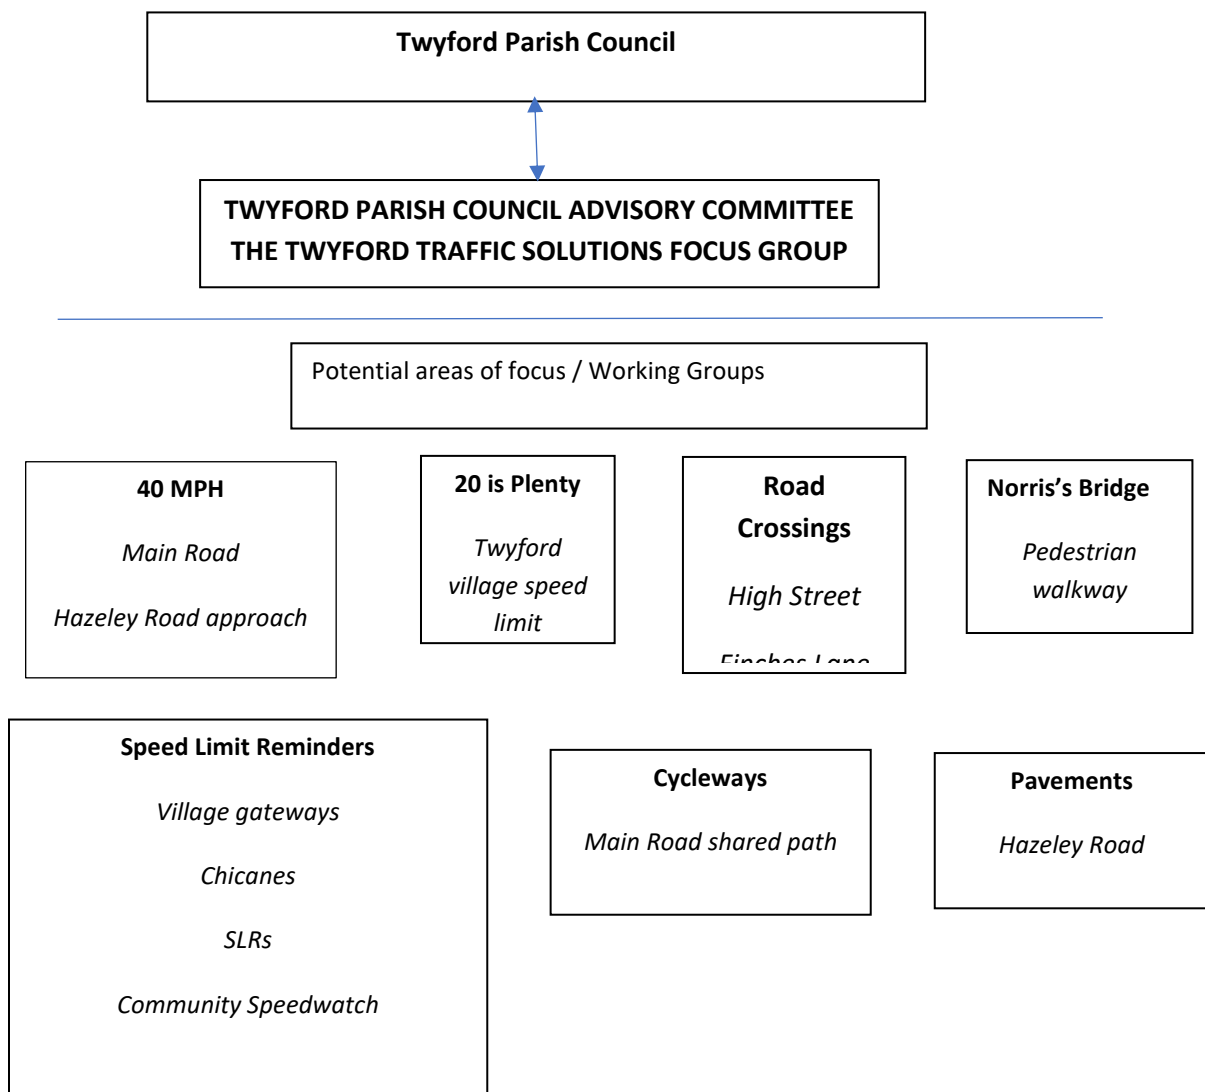 Twyford Parish Council
TWYFORD PARISH COUNCIL ADVISORY COMMITTEE
THE TWYFORD TRAFFIC SOLUTIONS FOCUS GROUP
Potential areas of focus / Working Groups
40 MPH
Main Road
Hazeley Road approach
20 is Plenty
Twyford
village speed
limit
Road
Crossings
High Street
Finches Lane
Norris's Bridge
Pedestrian
walkway
Speed Limit Reminders
Village gateways
Chicanes
SLRs
Community Speedwatch
Cycleways
Main Road shared path
Pavements
Hazeley Road